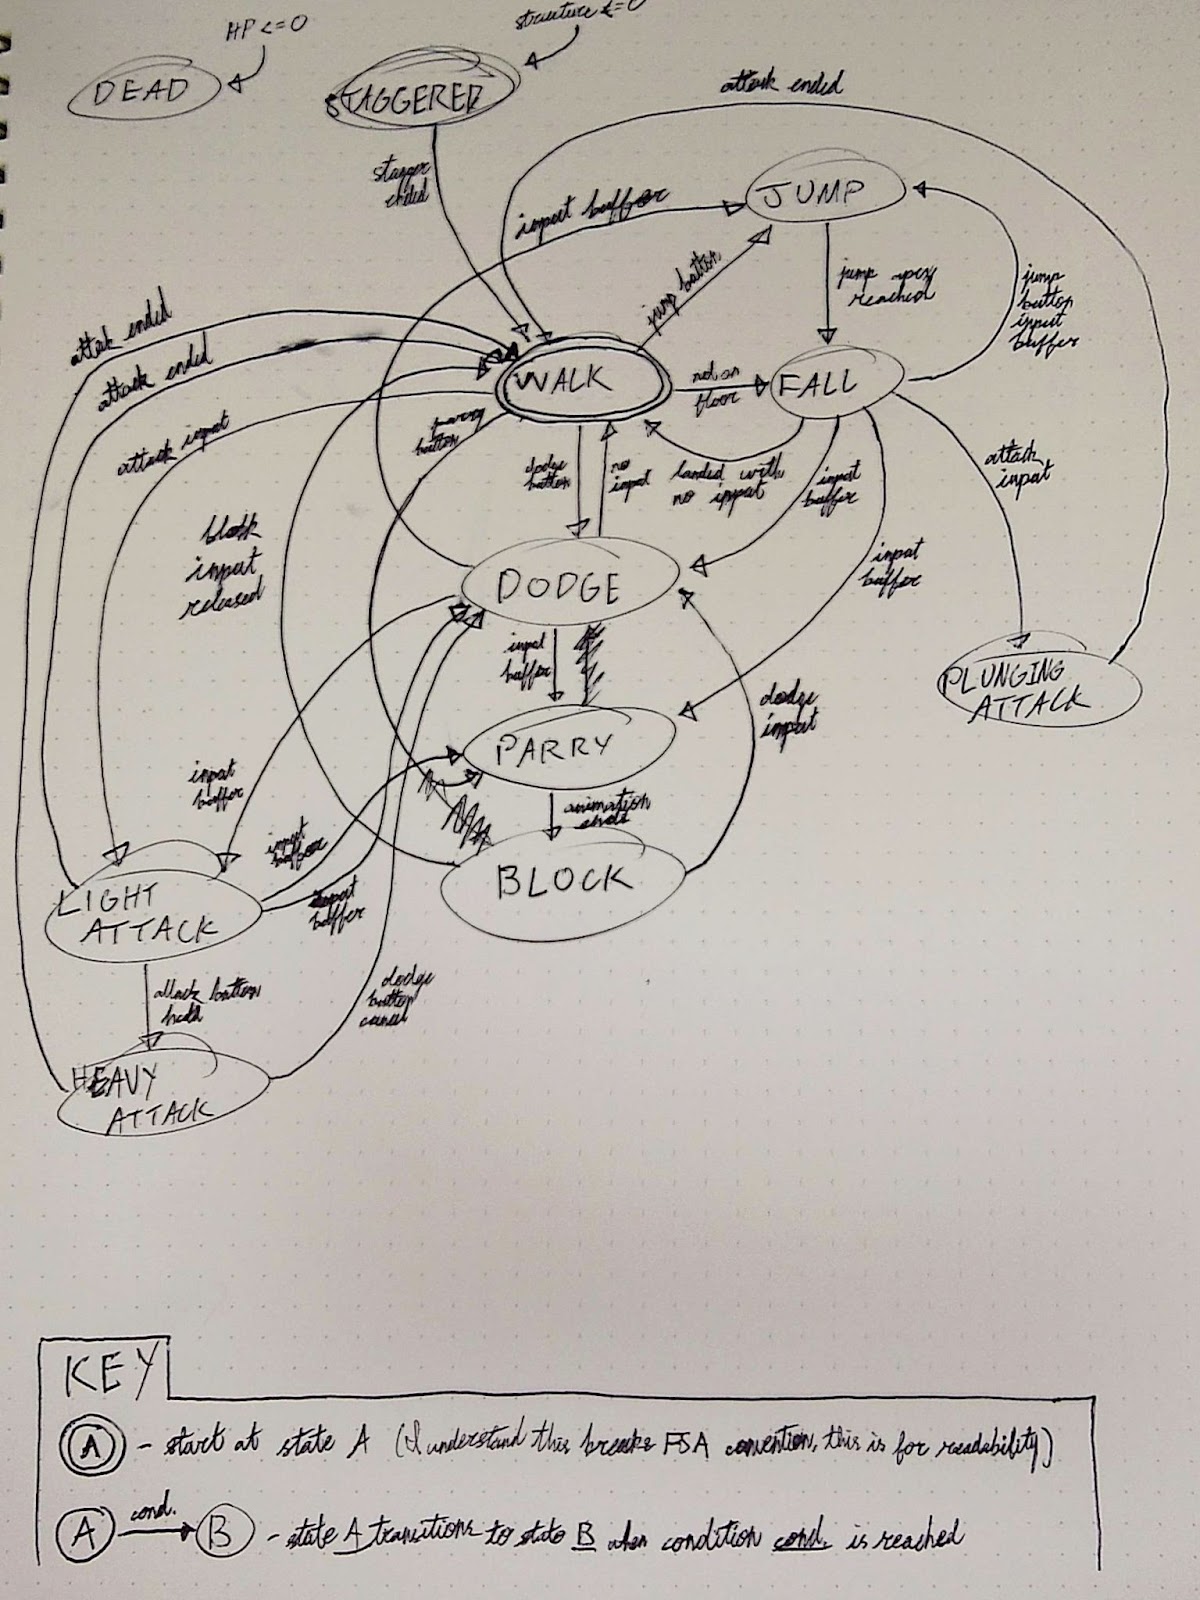 HP <= 0
structure <= 0
DEAD
STAGGERED
attack ended
stagger
ended
input buffer
JUMP
jump button
jump apex
reached
jump
button
input
buffer
attack ended
attack ended
attack input
WALK
not on
floor
FALL
parry
button
dodge
button
no
input
landed with
no input
input
buffer
attack
input
block
input
released
input
buffer
DODGE
input
buffer
PLUNGING
ATTACK
dodge
input
PARRY
input
buffer
animation
ends
input
buffer
BLOCK
LIGHT
ATTACK
input
buffer
attack button
hold
dodge
button
cancel
HEAVY
ATTACK
KEY
A - start at state A (I understand this breaks FSA convention, this is for readability)
cond.
A B - state A transitions to state B when condition cond. is reached